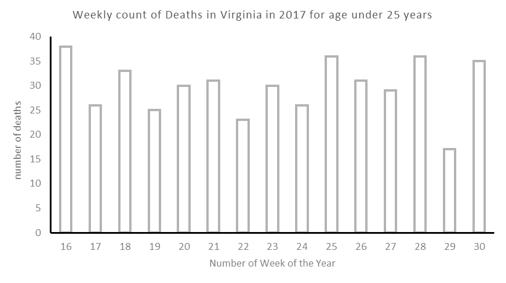 Weekly count of Deaths in Virginia in 2017 for age under 25 years
number of deaths
40
35
30
25
20
15
10
5
0
16 17 18 19 20 21 22 23 24 25 26 27 28 29 30
Number of Week of the Year